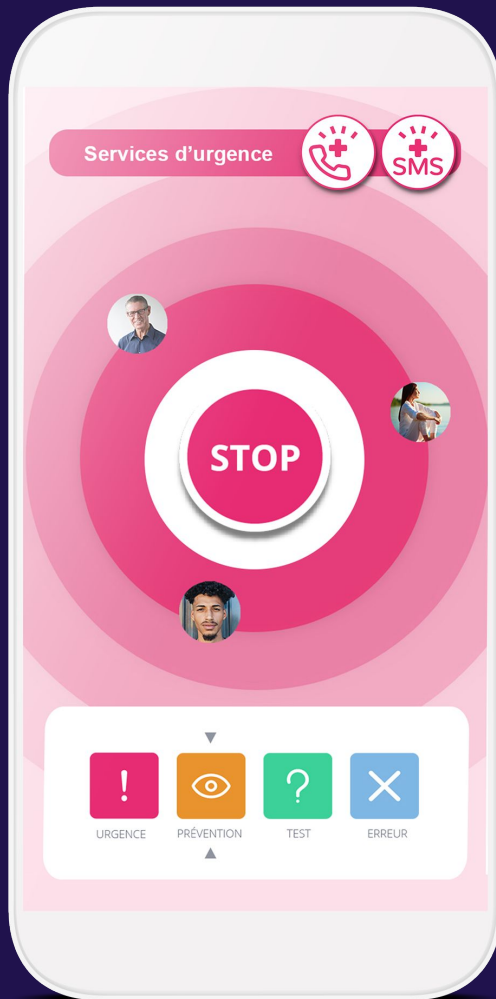 Services d’urgence
SMS
STOP
!
?
URGENCE
PRÉVENTION
TEST
ERREUR